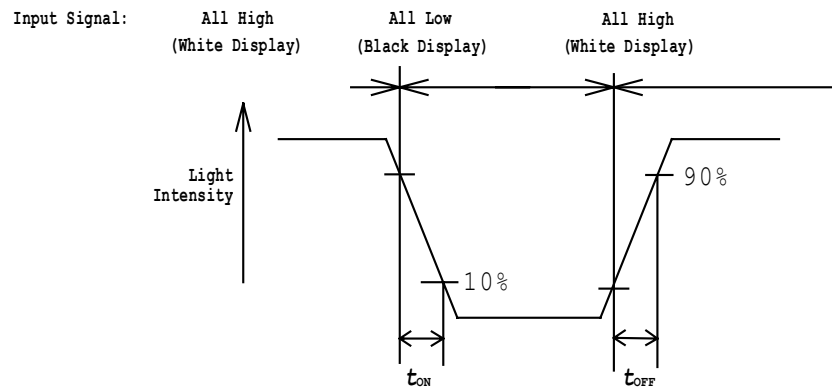 Input Signal: All High All Low All High
(White Display) (Black Display) (White Display)
Light
Intensity
90%
10%
tON tOFF